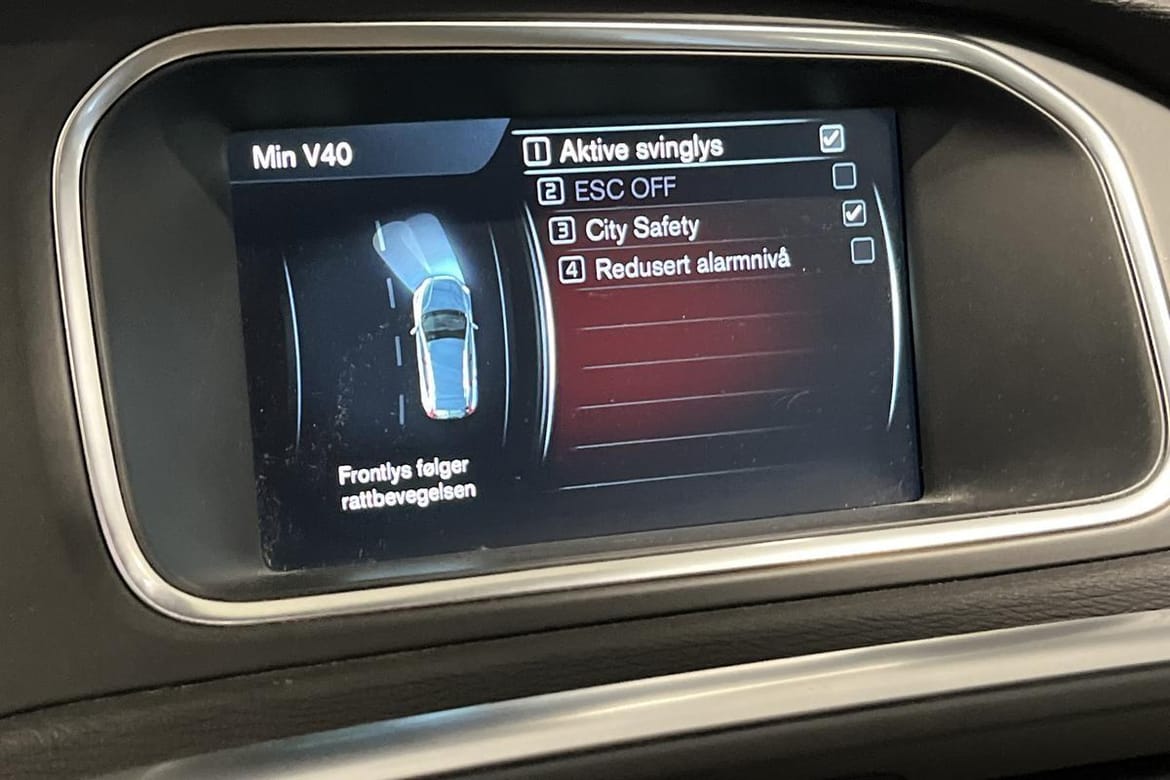 Min V40
1 Aktive svinglys
2 ESC OFF
3 City Safety
4 Redusert alarmnivå
Frontlys følger
rattbevegelsen